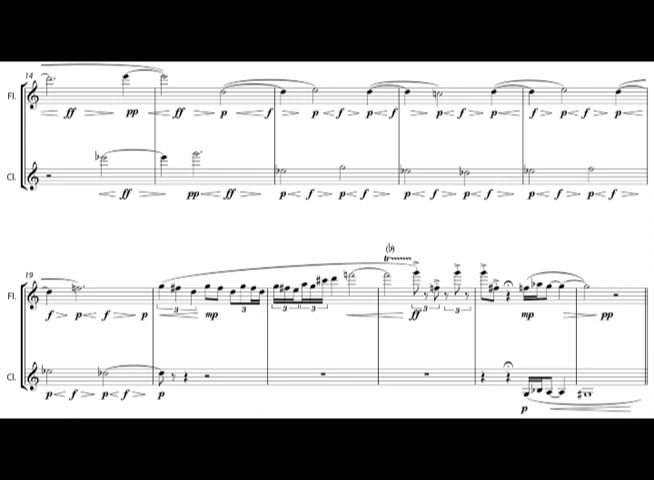 14
Fl.
ff pp ff p f p f p f p f p f f p f p
Cl.
ff pp ff p f p f p f p f p f p f
19
(♭)
tr
Fl.
f p f p 3 mp 3 3 3 ff 3 3 mp pp
Cl.
p f p f p p